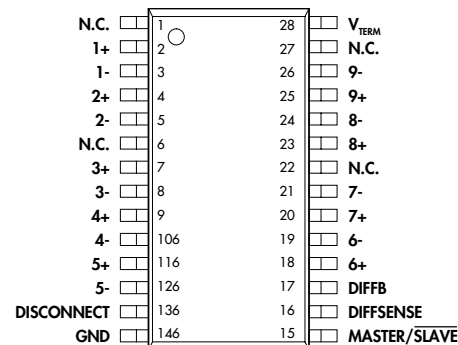 N.C. 1 28 V_TERM
1+ 2 27 N.C.
1- 3 26 9-
2+ 4 25 9+
2- 5 24 8-
N.C. 6 23 8+
3+ 7 22 N.C.
3- 8 21 7-
4+ 9 20 7+
4- 106 19 6-
5+ 116 18 6+
5- 126 17 DIFFB
DISCONNECT 136 16 DIFFSENSE
GND 146 15 MASTER/SLAVE